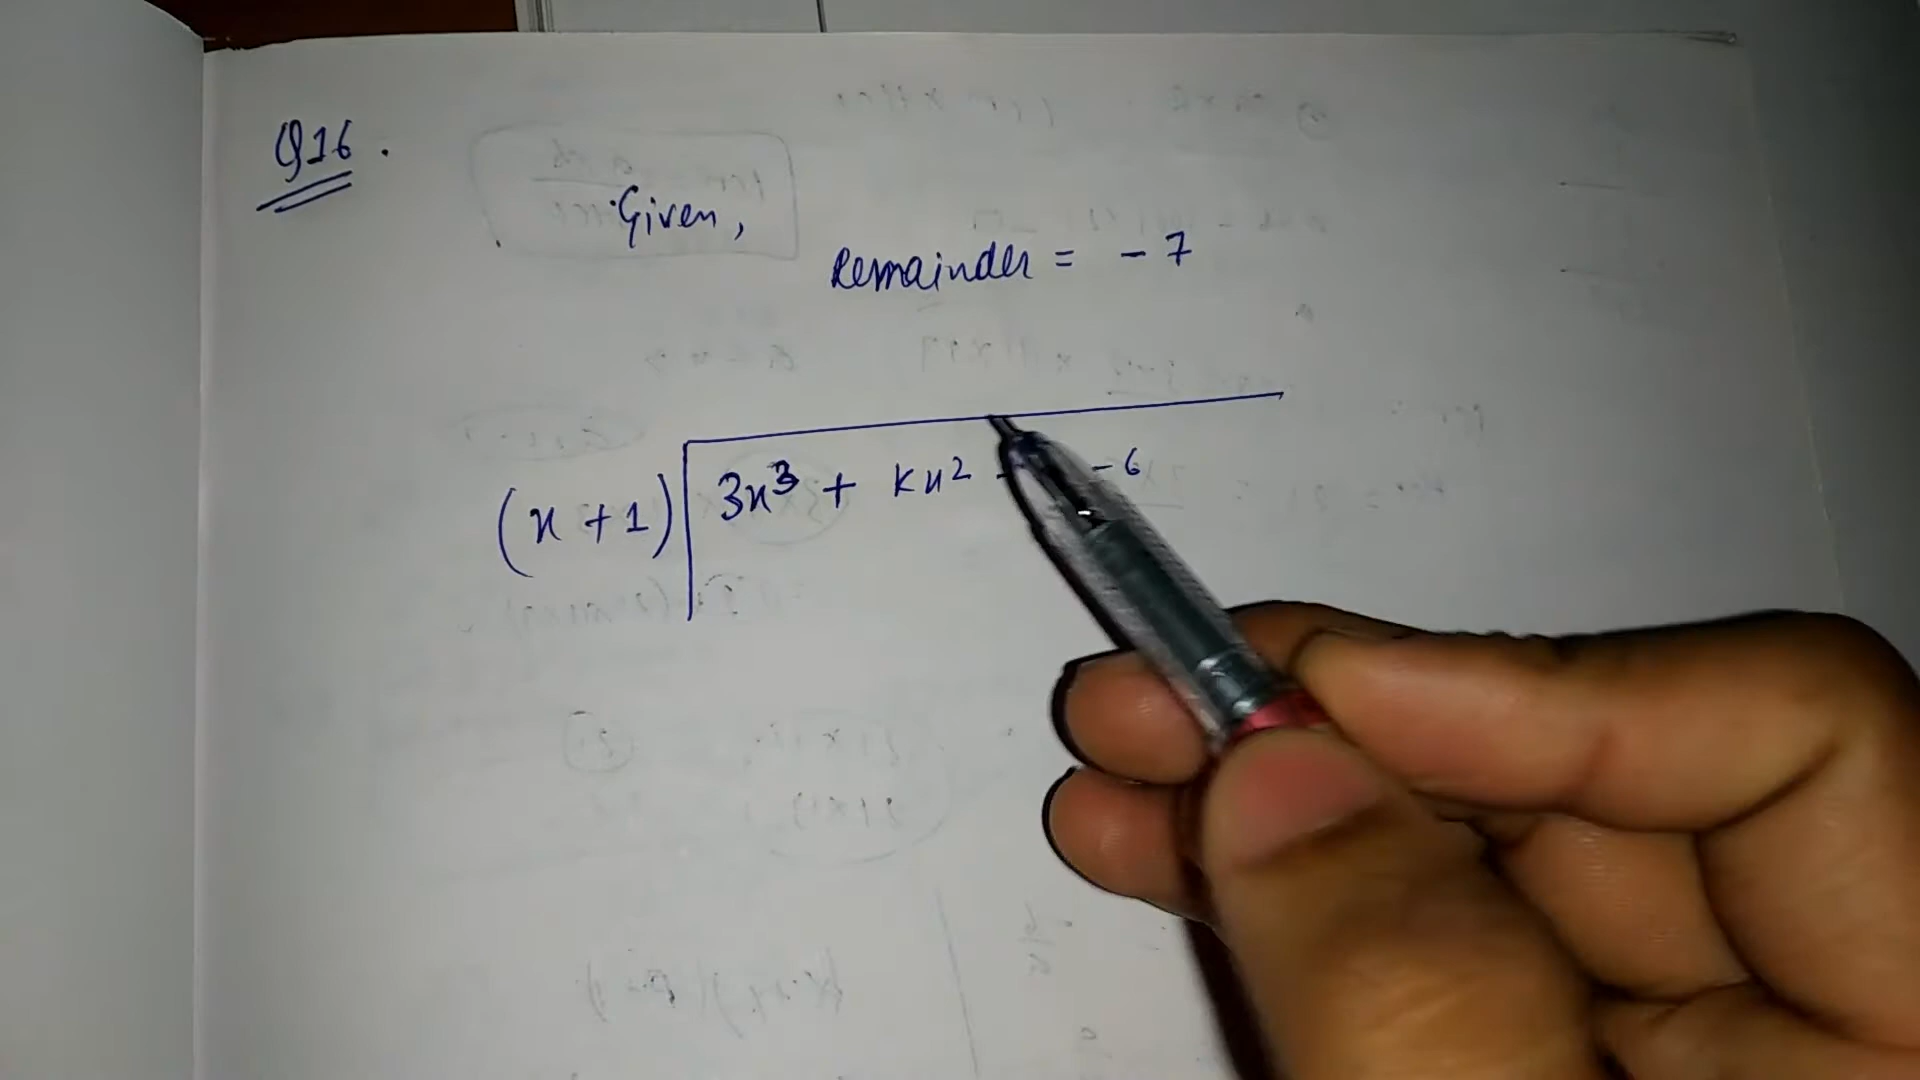 Q16.
Given,
Remainder = - 7
(x + 1) 3x³ + kx² - 6